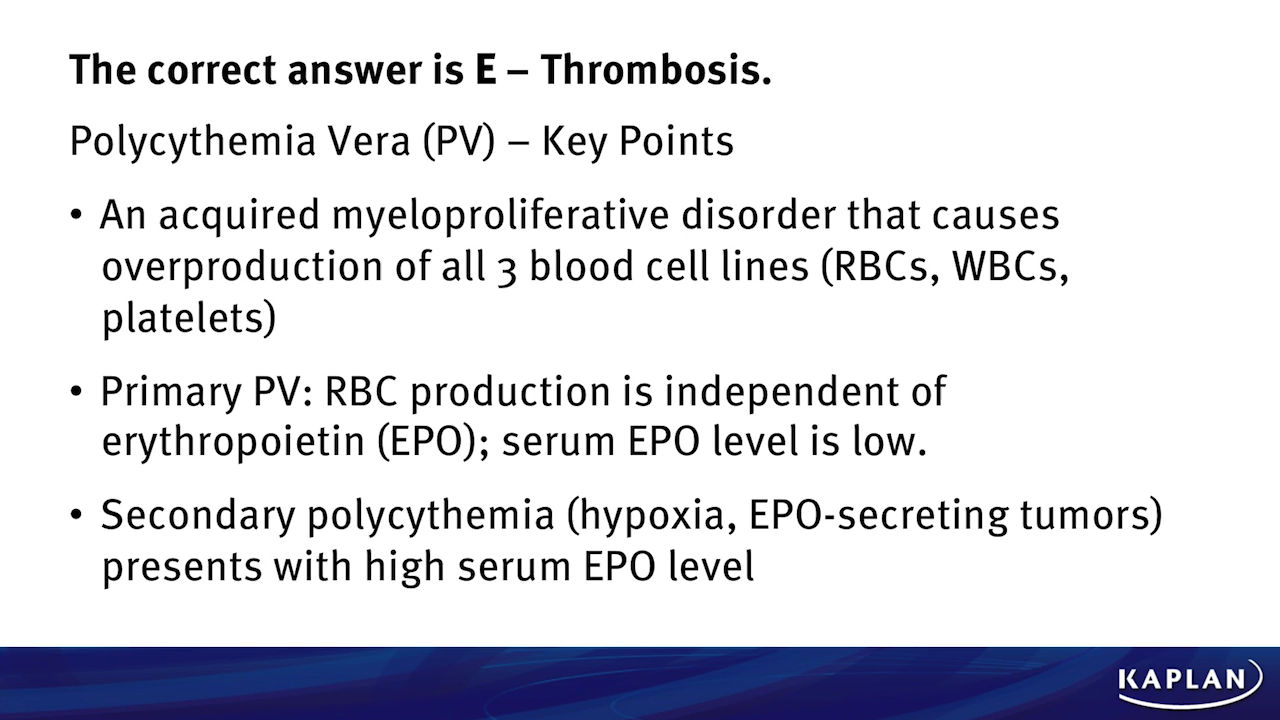 The correct answer is E – Thrombosis.
Polycythemia Vera (PV) – Key Points
• An acquired myeloproliferative disorder that causes
overproduction of all 3 blood cell lines (RBCs, WBCs,
platelets)
• Primary PV: RBC production is independent of
erythropoietin (EPO); serum EPO level is low.
• Secondary polycythemia (hypoxia, EPO-secreting tumors)
presents with high serum EPO level
KAPLAN